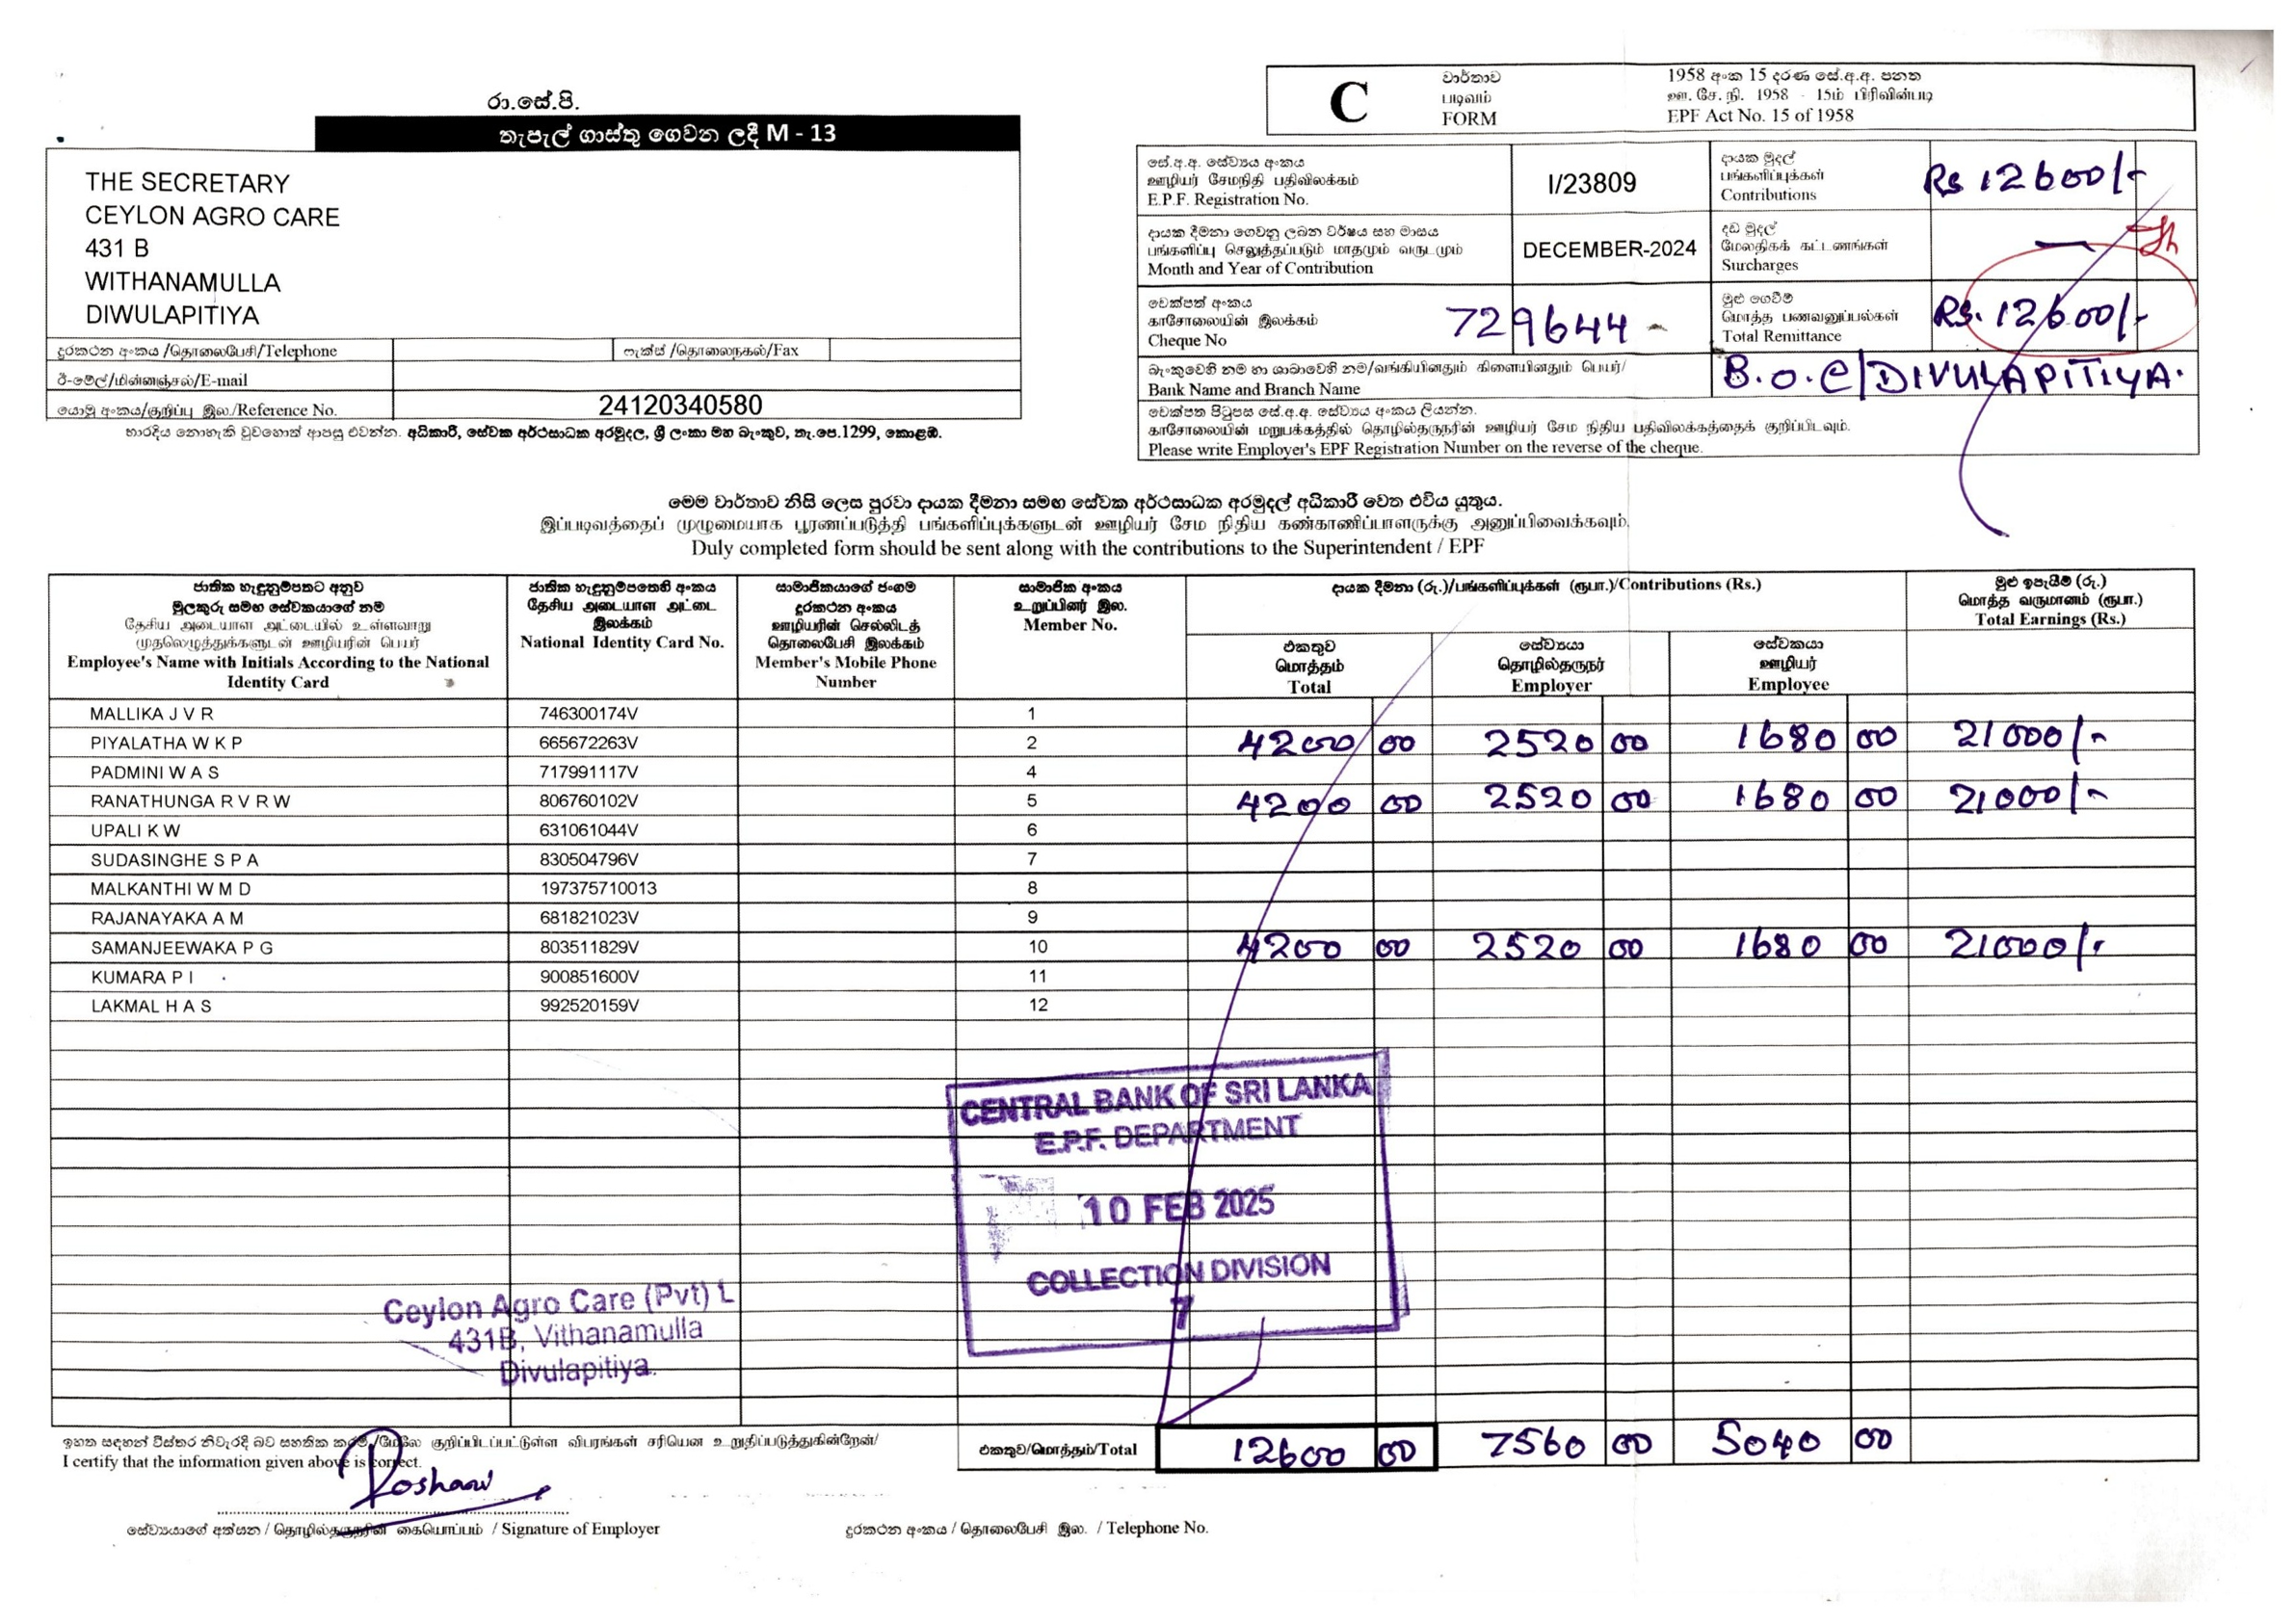 රා.සේ.පි.
තැපැල් ගාස්තු ගෙවන ලදී M - 13
THE SECRETARY
CEYLON AGRO CARE
431 B
WITHANAMULLA
DIWULAPITIYA
දුරකථන අංකය /தொலைபேசி/Telephone
ෆැක්ස් /தொலைநகல்/Fax
ඊ-මේල්/மின்னஞ்சல்/E-mail
යොමු අංකය/குறிப்பு இல./Reference No. 24120340580
භාරදිය නොහැකි වුවහොත් ආපසු එවන්න. අධිකාරී, සේවක අර්ථසාධක අරමුදල, ශ්‍රී ලංකා මහ බැංකුව, තැ.පෙ.1299, කොළඹ.
C
වාර්තාව
படிவம்
FORM
1958 අංක 15 දරණ සේ.අ.අ. පනත
ஊ. சே. நி. 1958 - 15ம் பிரிவின்படி
EPF Act No. 15 of 1958
සේ.අ.අ. සේව්‍යය අංකය
ஊழியர் சேமநிதி பதிவிலக்கம்
E.P.F. Registration No.
I/23809
දායක මුදල්
பங்களிப்புக்கள்
Contributions
Rs 12600/-
දායක දීමනා ගෙවනු ලබන වර්ෂය සහ මාසය
பங்களிப்பு செலுத்தப்படும் மாதமும் வருடமும்
Month and Year of Contribution
DECEMBER-2024
දඩ මුදල්
மேலதிகக் கட்டணங்கள்
Surcharges
—
චෙක්පත් අංකය
காசோலையின் இலக்கம்
Cheque No
729644 -
මුළු ගෙවීම්
மொத்த பணவனுப்பல்கள்
Total Remittance
Rs. 12600/-
බැංකුවෙහි නම හා ශාඛාවෙහි නම/வங்கியினதும் கிளையினதும் பெயர்/
Bank Name and Branch Name
B.O.C/DIVULAPITIYA.
චෙක්පත පිටුපස සේ.අ.අ. සේව්‍යය අංකය ලියන්න.
காசோலையின் மறுபக்கத்தில் தொழில்தருநரின் ஊழியர் சேம நிதிய பதிவிலக்கத்தைக் குறிப்பிடவும்.
Please write Employer's EPF Registration Number on the reverse of the cheque.
මෙම වාර්තාව නිසි ලෙස පුරවා දායක දීමනා සමඟ සේවක අර්ථසාධක අරමුදල් අධිකාරී වෙත එවිය යුතුය.
இப்படிவத்தைப் முழுமையாக பூரணப்படுத்தி பங்களிப்புக்களுடன் ஊழியர் சேம நிதிய கண்காணிப்பாளருக்கு அனுப்பிவைக்கவும்.
Duly completed form should be sent along with the contributions to the Superintendent / EPF
ජාතික හැඳුනුම්පතට අනුව
මුලකුරු සමඟ සේවකයාගේ නම
தேசிய அடையாள அட்டையில் உள்ளவாறு
முதலெழுத்துக்களுடன் ஊழியரின் பெயர்
Employee's Name with Initials According to the National
Identity Card
ජාතික හැඳුනුම්පතෙහි අංකය
தேசிய அடையாள அட்டை
இலக்கம்
National Identity Card No.
සාමාජිකයාගේ ජංගම
දුරකථන අංකය
ஊழியரின் செல்லிடத்
தொலைபேசி இலக்கம்
Member's Mobile Phone
Number
සාමාජික අංකය
உறுப்பினர் இல.
Member No.
දායක දීමනා (රු.)/பங்களிப்புக்கள் (ரூபா.)/Contributions (Rs.)
එකතුව
மொத்தம்
Total
සේව්‍යයා
தொழில்தருநர்
Employer
සේවකයා
ஊழியர்
Employee
මුළු ඉපැයීම් (රු.)
மொத்த வருமானம் (ரூபா.)
Total Earnings (Rs.)
MALLIKA J V R 746300174V 1
PIYALATHA W K P 665672263V 2 4200 00 2520 00 1680 00 21000/-
PADMINI W A S 717991117V 4
RANATHUNGA R V R W 806760102V 5 4200 00 2520 00 1680 00 21000/-
UPALI K W 631061044V 6
SUDASINGHE S P A 830504796V 7
MALKANTHI W M D 197375710013 8
RAJANAYAKA A M 681821023V 9
SAMANJEEWAKA P G 803511829V 10 4200 00 2520 00 1680 00 21000/-
KUMARA P I 900851600V 11
LAKMAL H A S 992520159V 12
CENTRAL BANK OF SRI LANKA
E.P.F. DEPARTMENT
10 FEB 2025
COLLECTION DIVISION
7
Ceylon Agro Care (Pvt) L
431B, Vithanamulla
Divulapitiya.
ඉහත සඳහන් විස්තර නිවැරදි බව සහතික කරමි./மேலே குறிப்பிடப்பட்டுள்ள விபரங்கள் சரியென உறுதிப்படுத்துகின்றேன்/
I certify that the information given above is correct.
එකතුව/மொத்தம்/Total 12600 00 7560 00 5040 00
Roshani
සේව්‍යයාගේ අත්සන / தொழில்தருநரின் கையொப்பம் / Signature of Employer
දුරකථන අංකය / தொலைபேசி இல. / Telephone No.